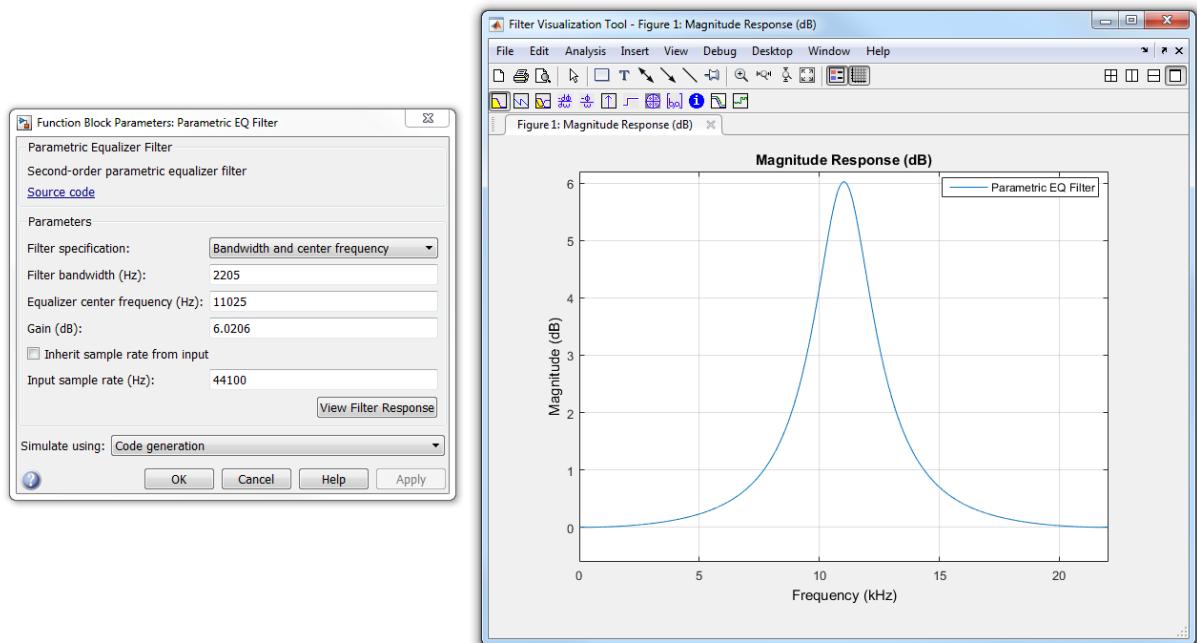 Function Block Parameters: Parametric EQ Filter
Parametric Equalizer Filter
Second-order parametric equalizer filter
Source code
Parameters
Filter specification: Bandwidth and center frequency
Filter bandwidth (Hz): 2205
Equalizer center frequency (Hz): 11025
Gain (dB): 6.0206
Inherit sample rate from input
Input sample rate (Hz): 44100
View Filter Response
Simulate using: Code generation
OK Cancel Help Apply
Filter Visualization Tool - Figure 1: Magnitude Response (dB)
File Edit Analysis Insert View Debug Desktop Window Help
Figure 1: Magnitude Response (dB)
Magnitude Response (dB)
Parametric EQ Filter
Magnitude (dB)
6
5
4
3
2
1
0
0 5 10 15 20
Frequency (kHz)